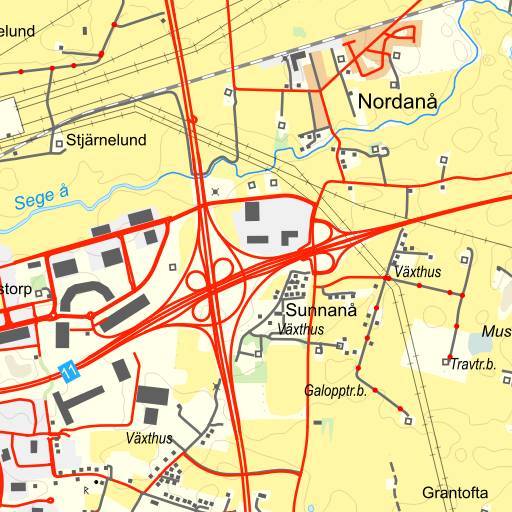 elund
Nordanå
Stjärnelund
Sege å
Växthus
storp
Sunnanå
Växthus
Mus
11
Travtr.b.
Galopptr.b.
Växthus
Grantofta
R